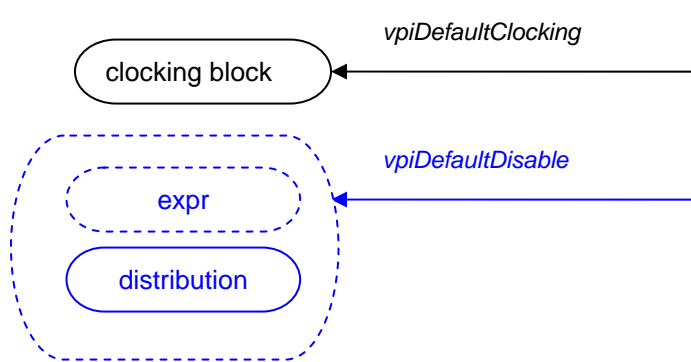 vpiDefaultClocking
clocking block
vpiDefaultDisable
expr
distribution